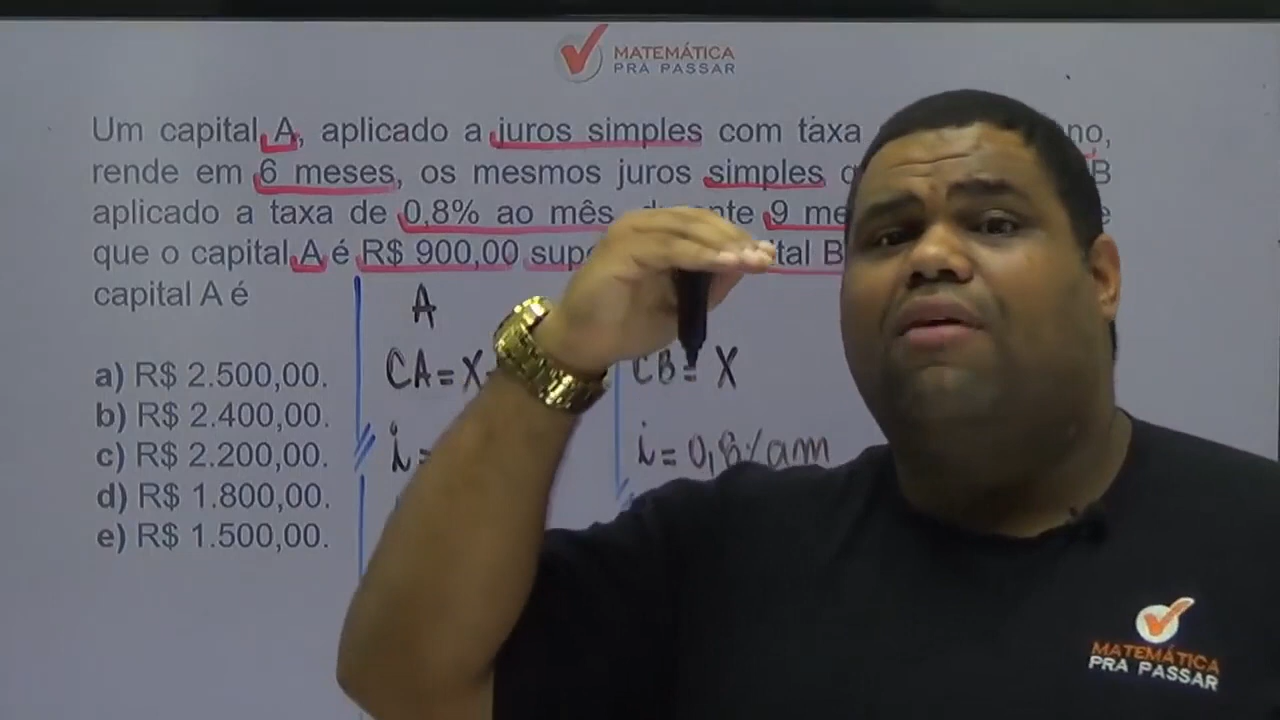 MATEMÁTICA
PRA PASSAR
Um capital A, aplicado a juros simples com taxa ano,
rende em 6 meses, os mesmos juros simples B
aplicado a taxa de 0,8% ao mês, 9
que o capital A é R$ 900,00 B
capital A é
A
a) R$ 2.500,00.
CA=X
CB=X
b) R$ 2.400,00.
c) R$ 2.200,00.
i=
i=0,8%am
d) R$ 1.800,00.
e) R$ 1.500,00.
MATEMÁTICA
PRA PASSAR